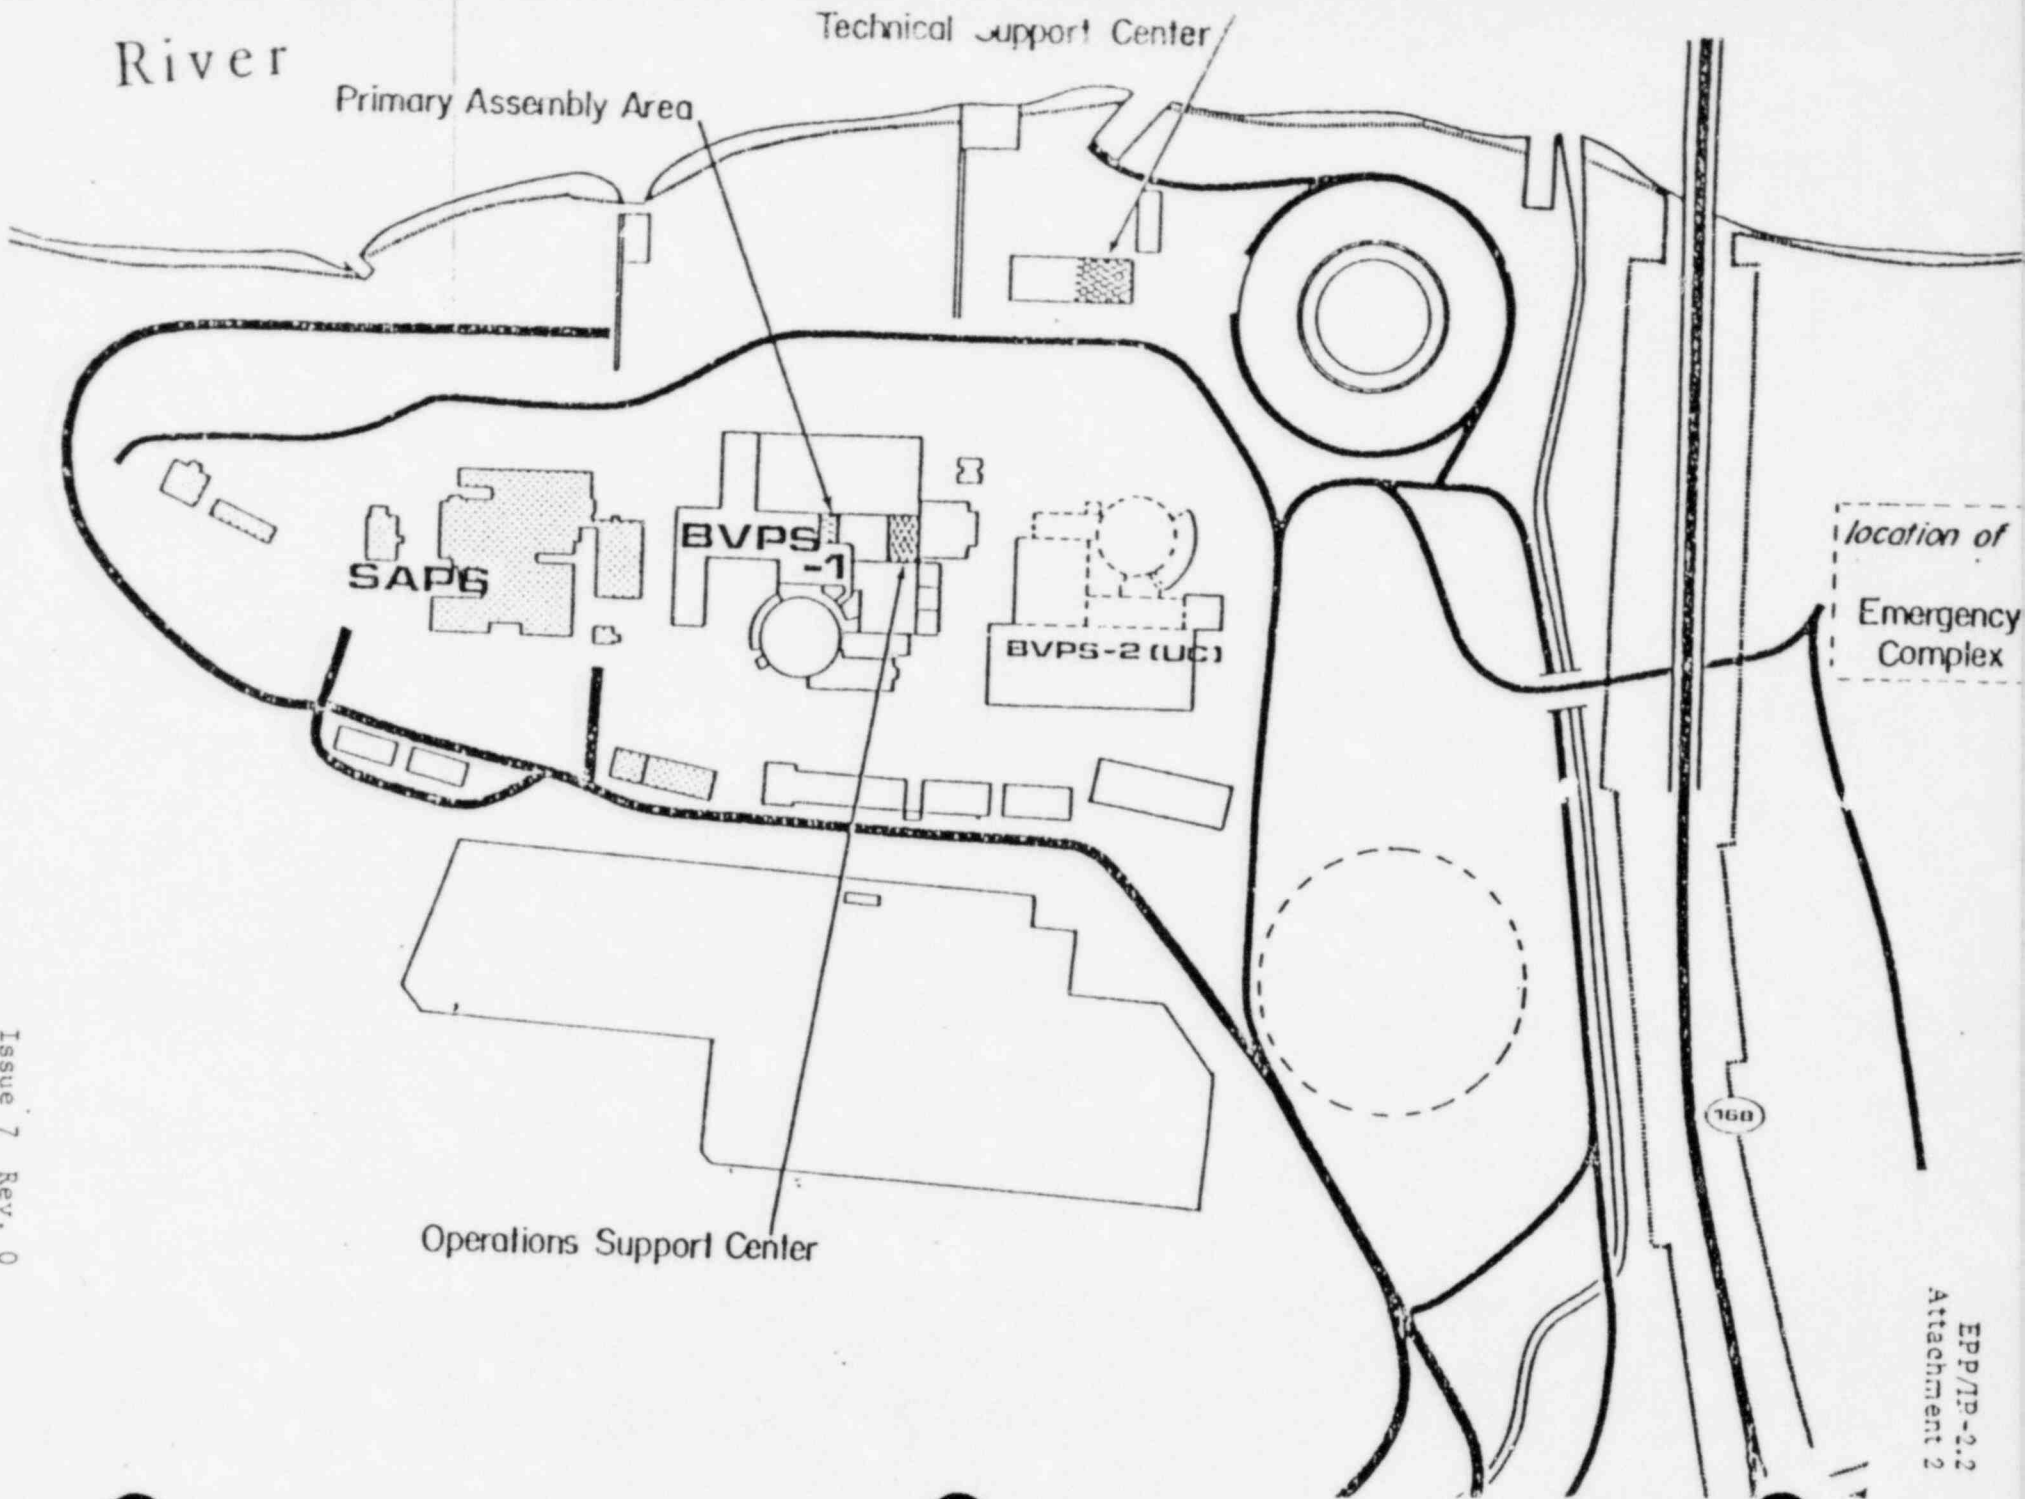 River
Technical Support Center
Primary Assembly Area
location of
Emergency
Complex
BVPS
-1
SAPS
BVPS-2 (UC)
168
Operations Support Center
Issue 7 Rev. 0
EPP/IP-2.2
Attachment 2